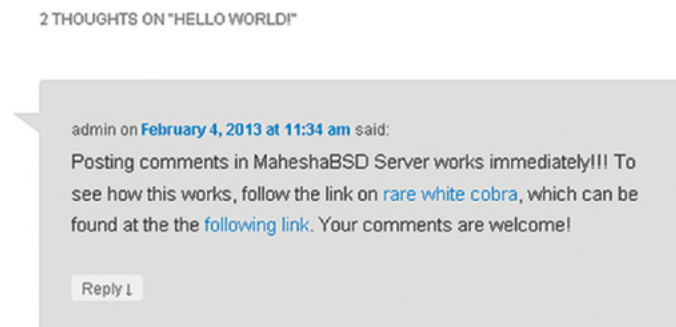 2 THOUGHTS ON "HELLO WORLD!"
admin on February 4, 2013 at 11:34 am said:
Posting comments in MaheshaBSD Server works immediately!!! To
see how this works, follow the link on rare white cobra, which can be
found at the the following link. Your comments are welcome!
Reply ↓